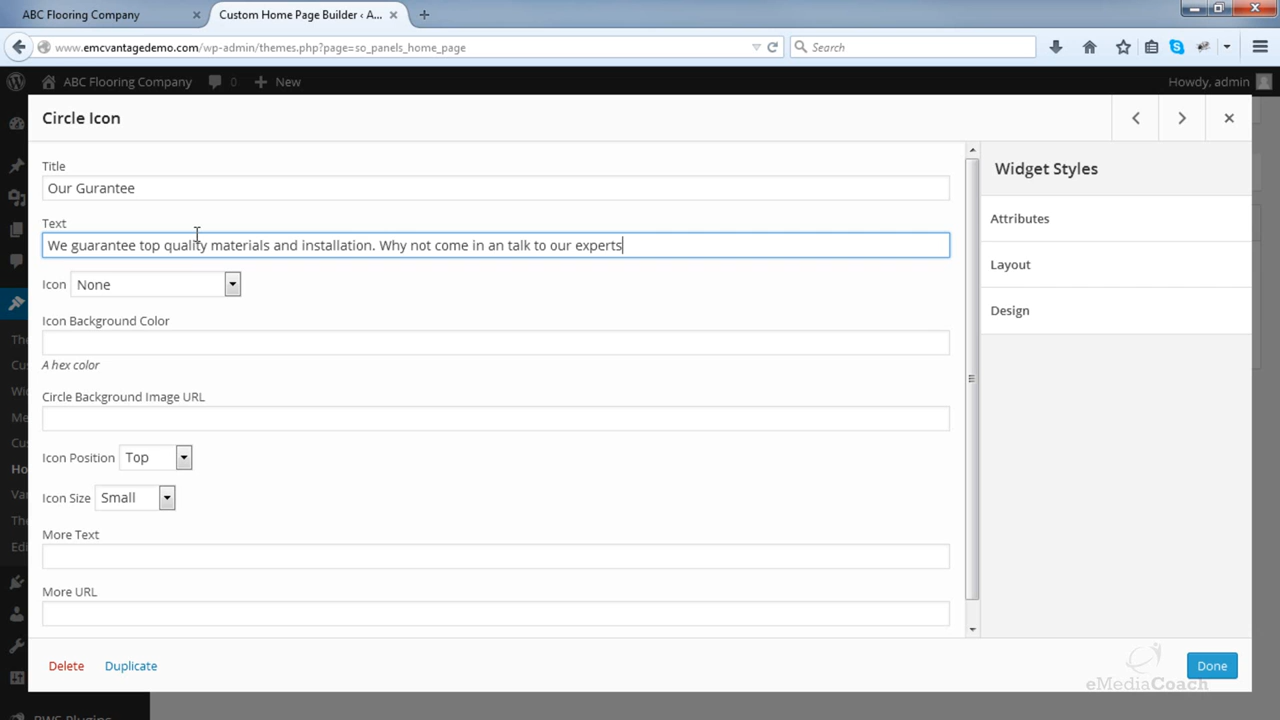 ABC Flooring Company
Custom Home Page Builder ‹ A...
www.emcvantagedemo.com/wp-admin/themes.php?page=so_panels_home_page
Search
ABC Flooring Company 0 New
Howdy, admin
Circle Icon
Title
Our Gurantee
Text
We guarantee top quality materials and installation. Why not come in an talk to our experts
Icon None
Icon Background Color
A hex color
Circle Background Image URL
Icon Position Top
Icon Size Small
More Text
More URL
Delete Duplicate
Done
Widget Styles
Attributes
Layout
Design
eMediaCoach